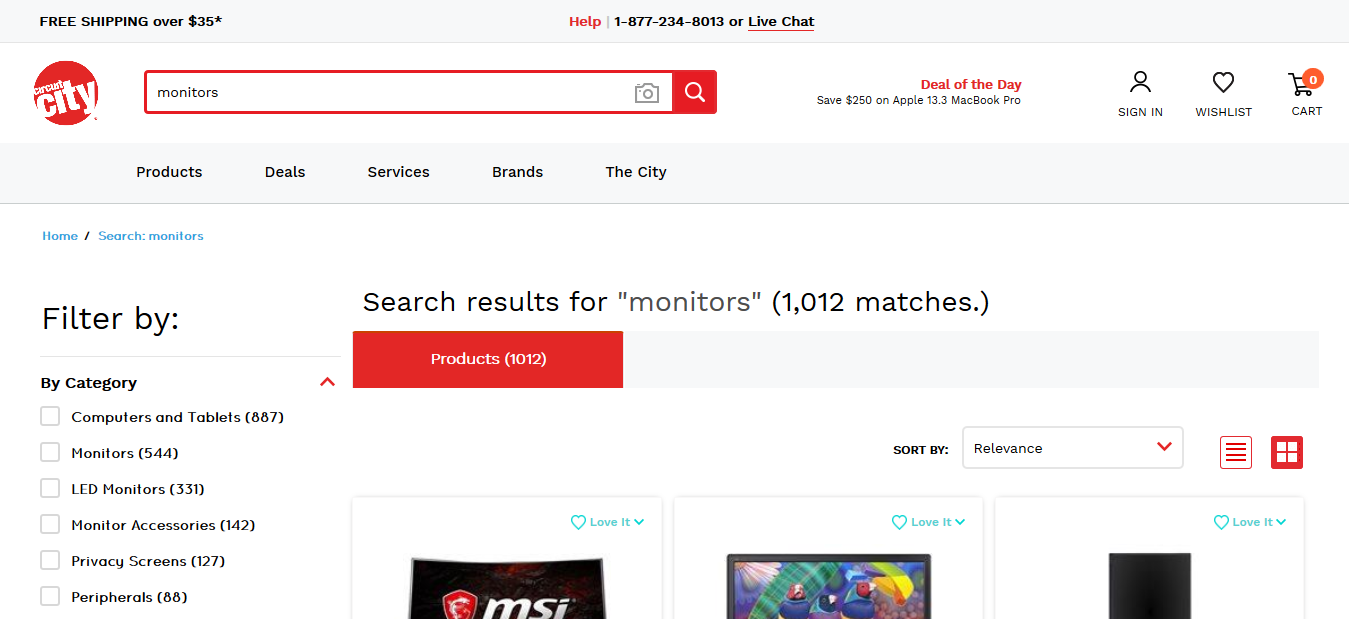 FREE SHIPPING over $35*
Help | 1-877-234-8013 or Live Chat
circuit city
monitors
Deal of the Day
Save $250 on Apple 13.3 MacBook Pro
SIGN IN
WISHLIST
0
CART
Products
Deals
Services
Brands
The City
Home / Search: monitors
Filter by:
By Category
Computers and Tablets (887)
Monitors (544)
LED Monitors (331)
Monitor Accessories (142)
Privacy Screens (127)
Peripherals (88)
Search results for "monitors" (1,012 matches.)
Products (1012)
SORT BY:
Relevance
Love It
Love It
Love It
msi